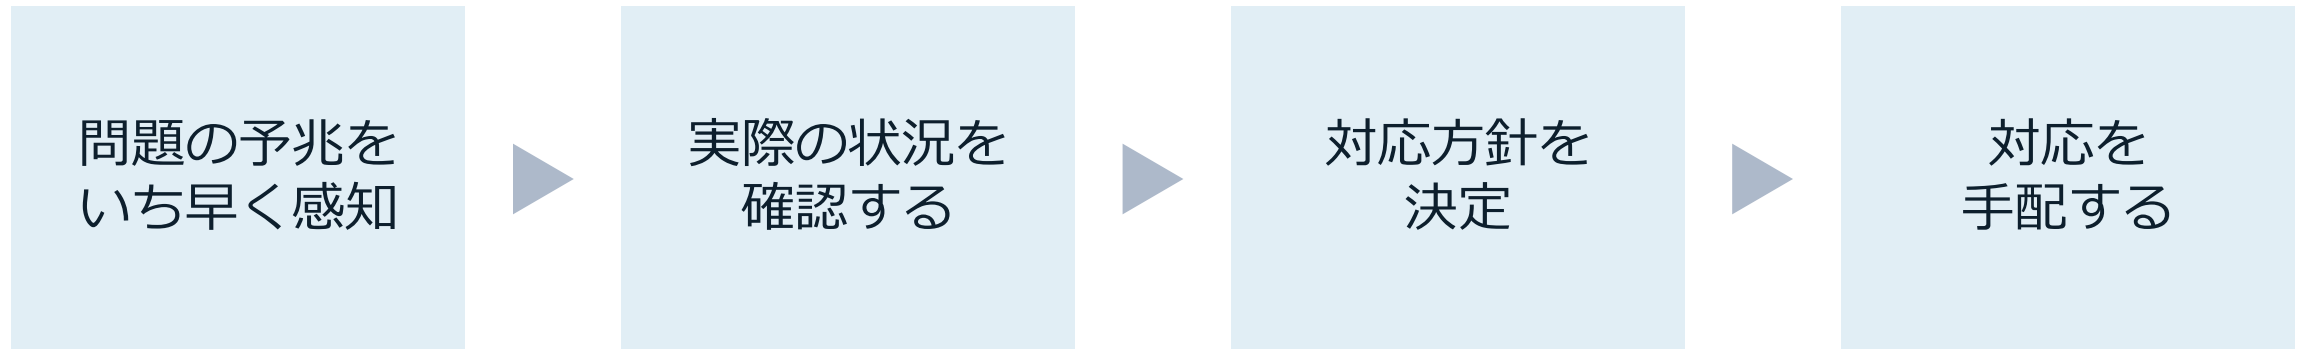 問題の予兆を
いち早く感知
実際の状況を
確認する
対応方針を
決定
対応を
手配する